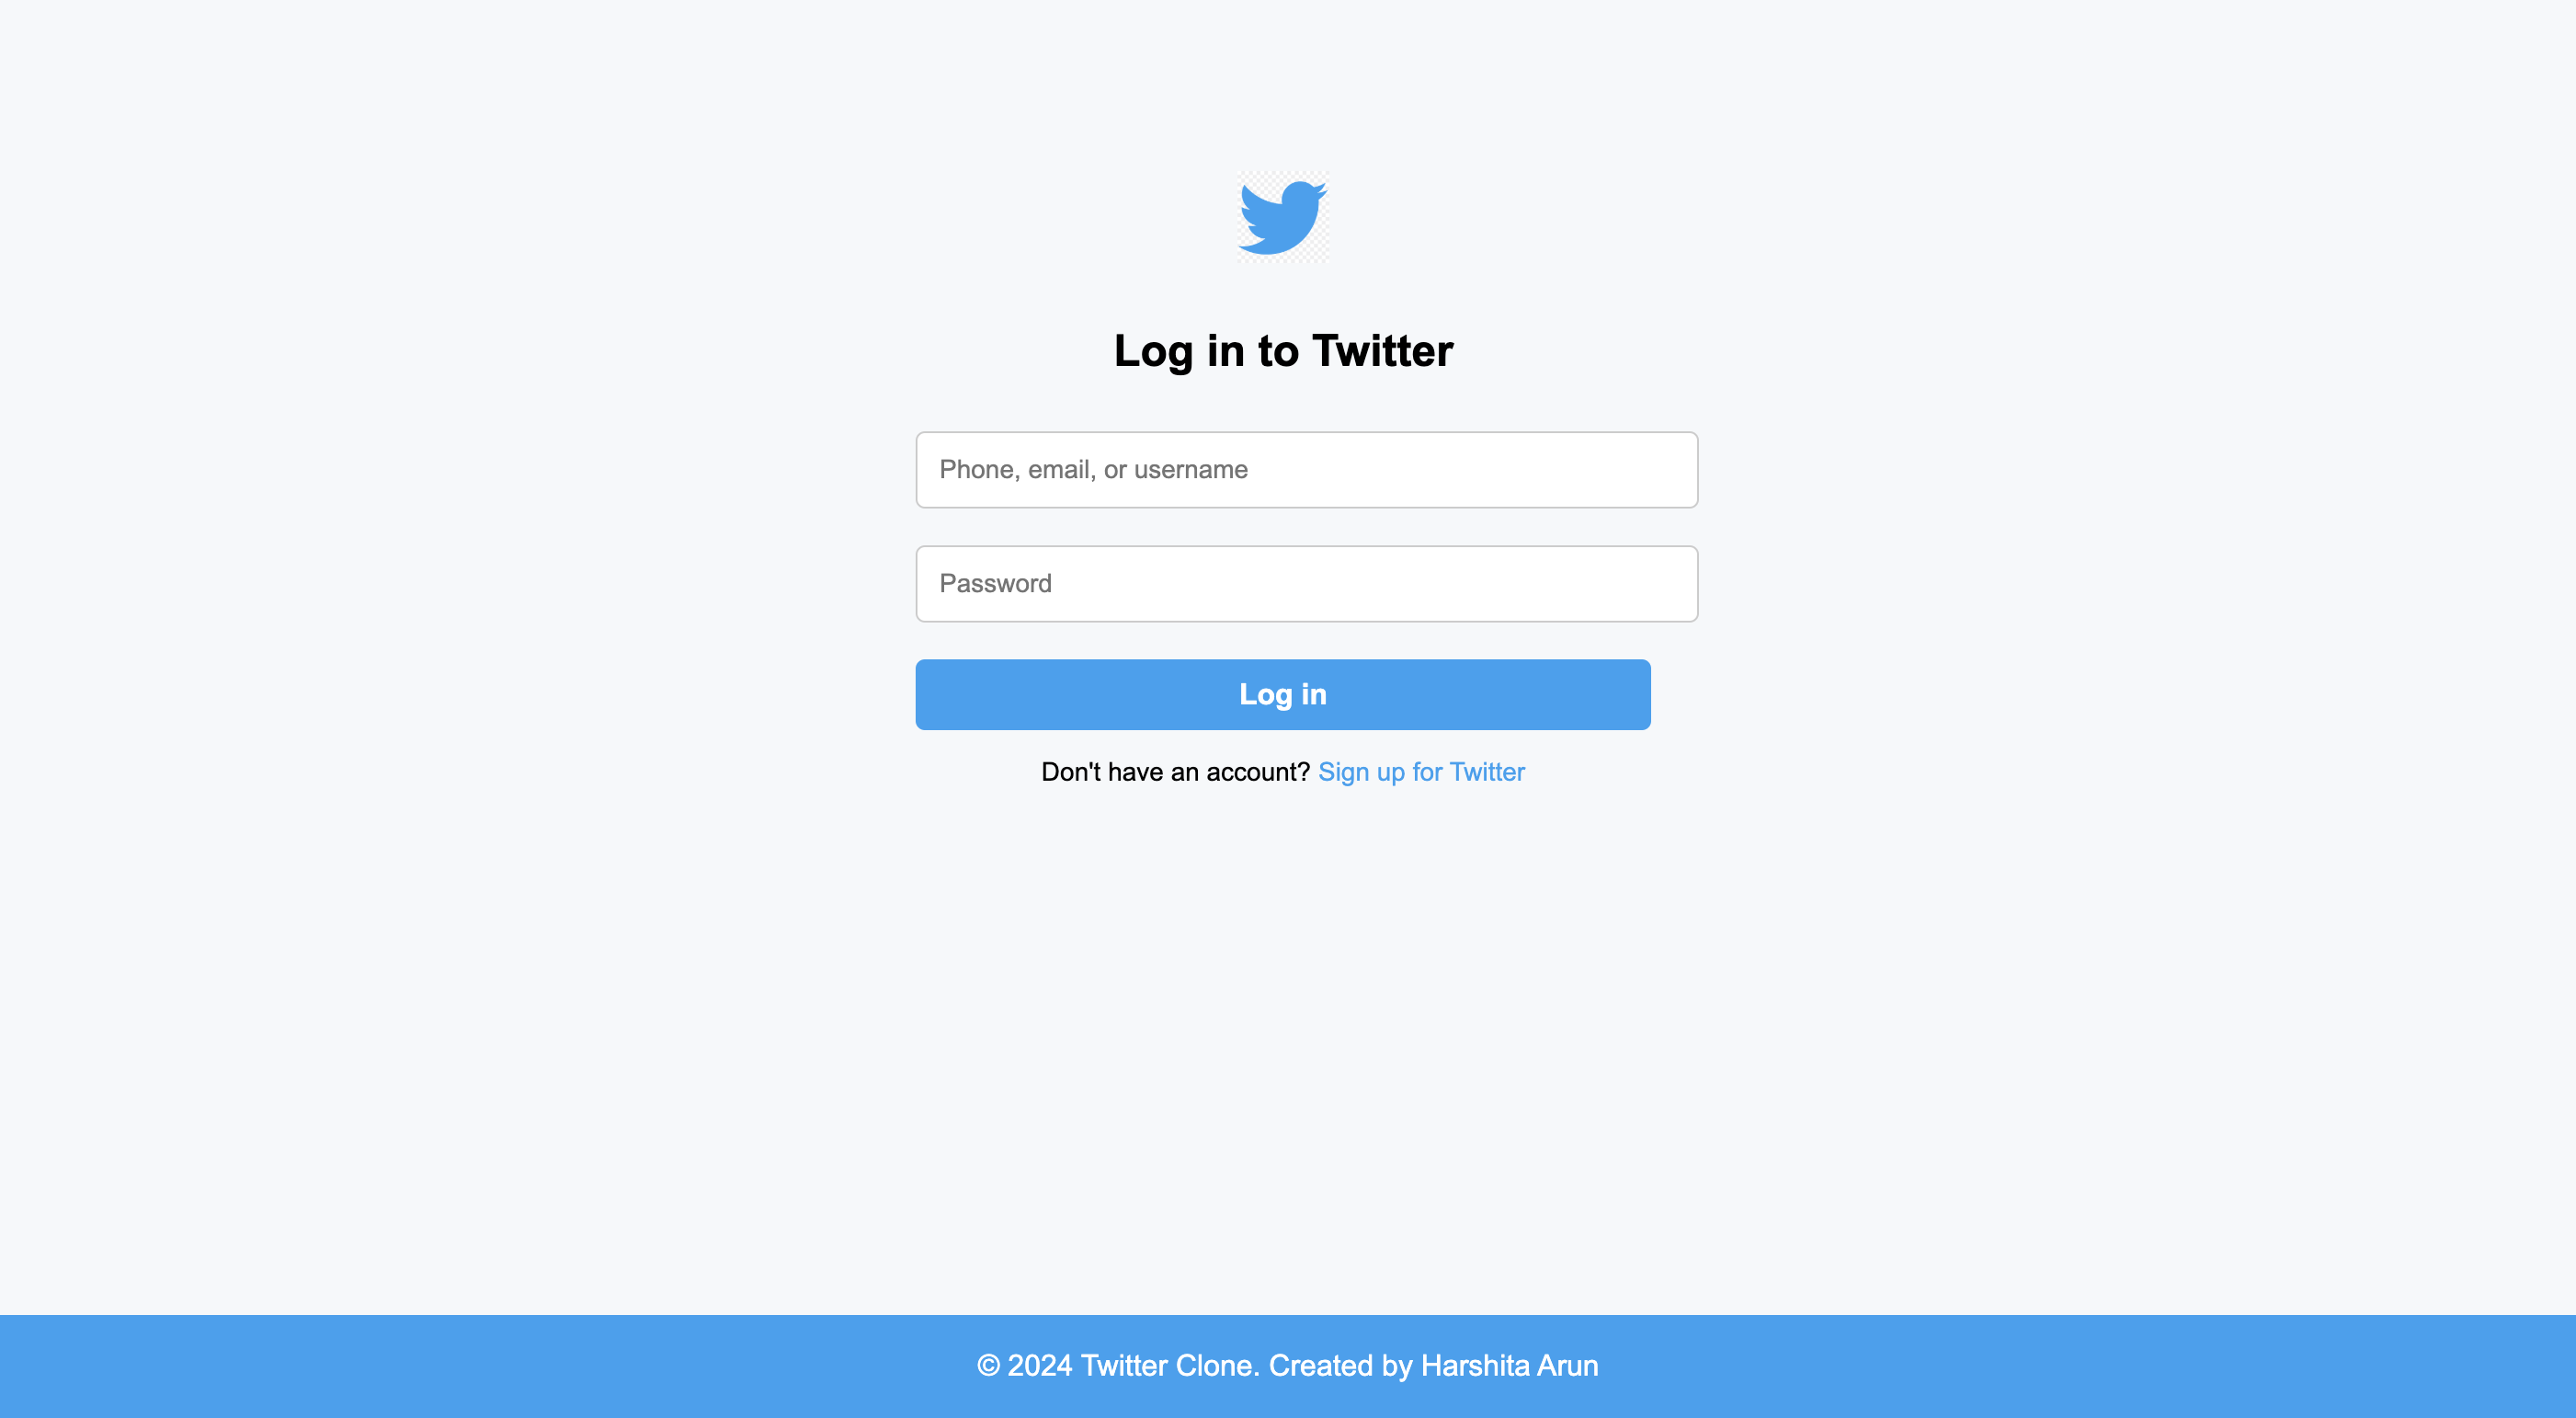 Log in to Twitter
Phone, email, or username
Password
Log in
Don't have an account? Sign up for Twitter
© 2024 Twitter Clone. Created by Harshita Arun